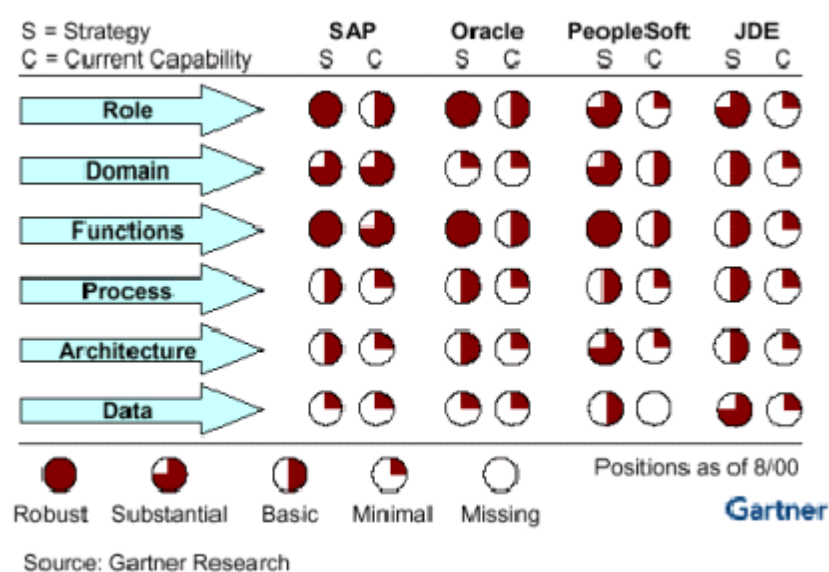 S = Strategy SAP Oracle PeopleSoft JDE
C = Current Capability S C S C S C S C
Role
Domain
Functions
Process
Architecture
Data
Robust Substantial Basic Minimal Missing
Positions as of 8/00
Gartner
Source: Gartner Research